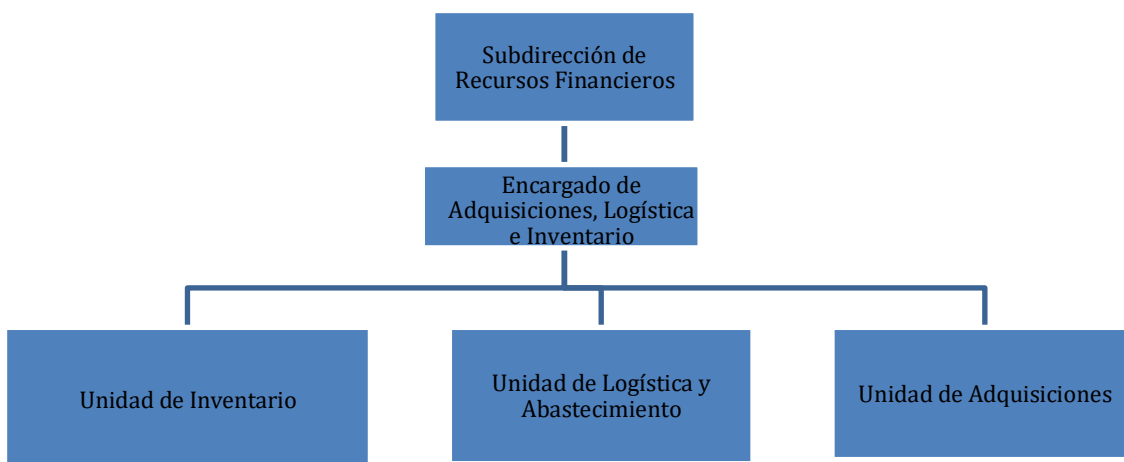 Subdirección de
Recursos Financieros
Encargado de
Adquisiciones, Logística
e Inventario
Unidad de Inventario
Unidad de Logística y
Abastecimiento
Unidad de Adquisiciones